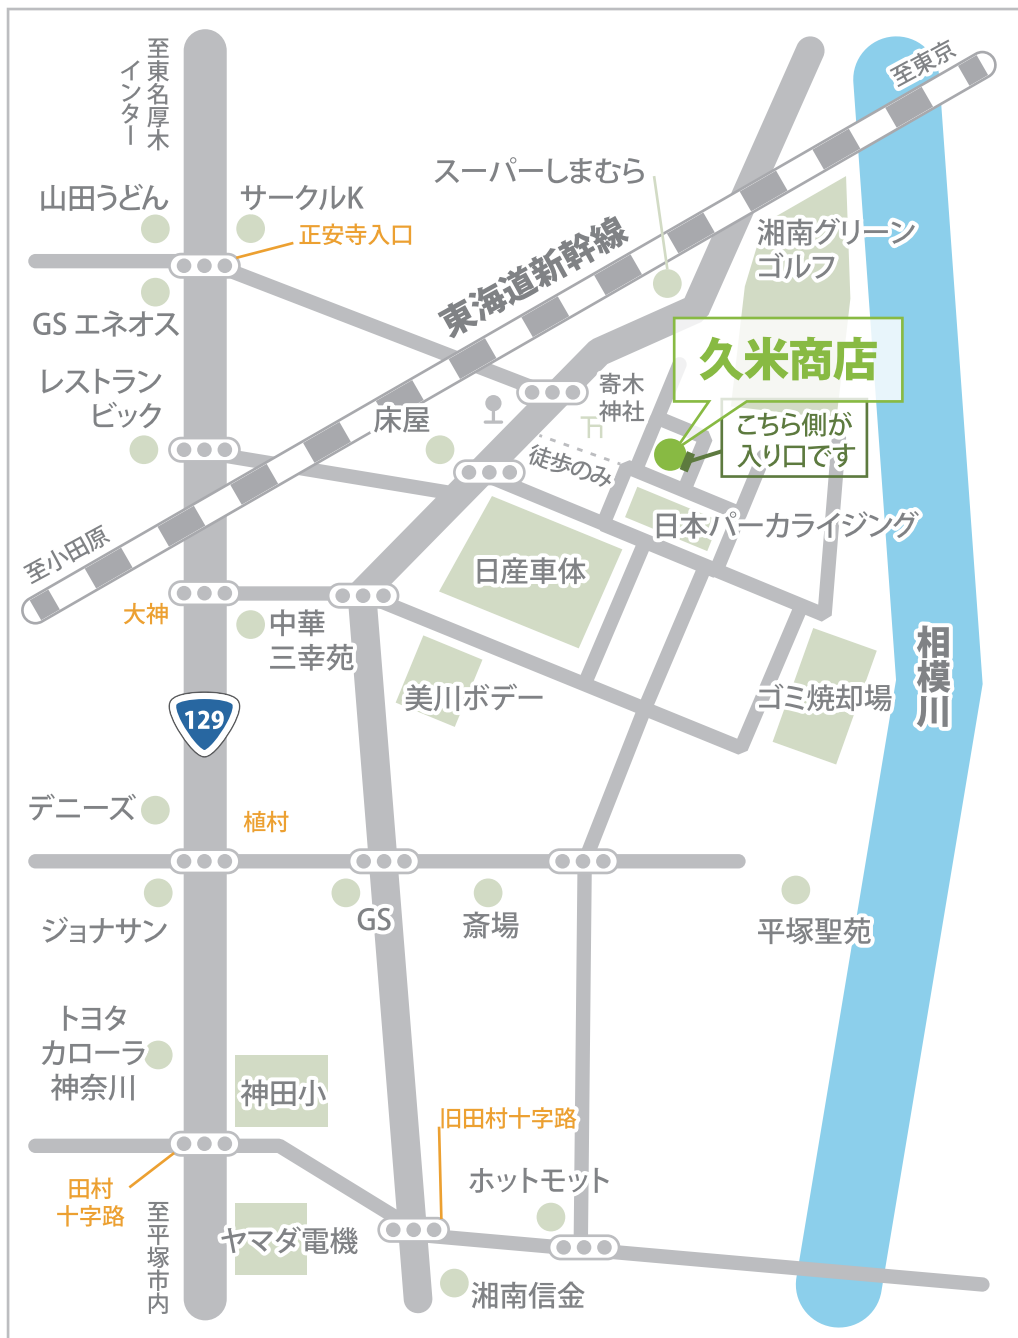 至東名厚木
インター
至東京
スーパーしまむら
山田うどん
サークルK
正安寺入口
湘南グリーン
ゴルフ
東海道新幹線
GS エネオス
久米商店
レストラン
ビック
寄木
神社
床屋
こちら側が
入り口です
徒歩のみ
日本パーカライジング
至小田原
日産車体
大神
中華
三幸苑
相模川
美川ボデー
ゴミ焼却場
129
デニーズ
植村
ジョナサン
GS
斎場
平塚聖苑
トヨタ
カローラ
神奈川
神田小
旧田村十字路
田村
十字路
ホットモット
至平塚市内
ヤマダ電機
湘南信金